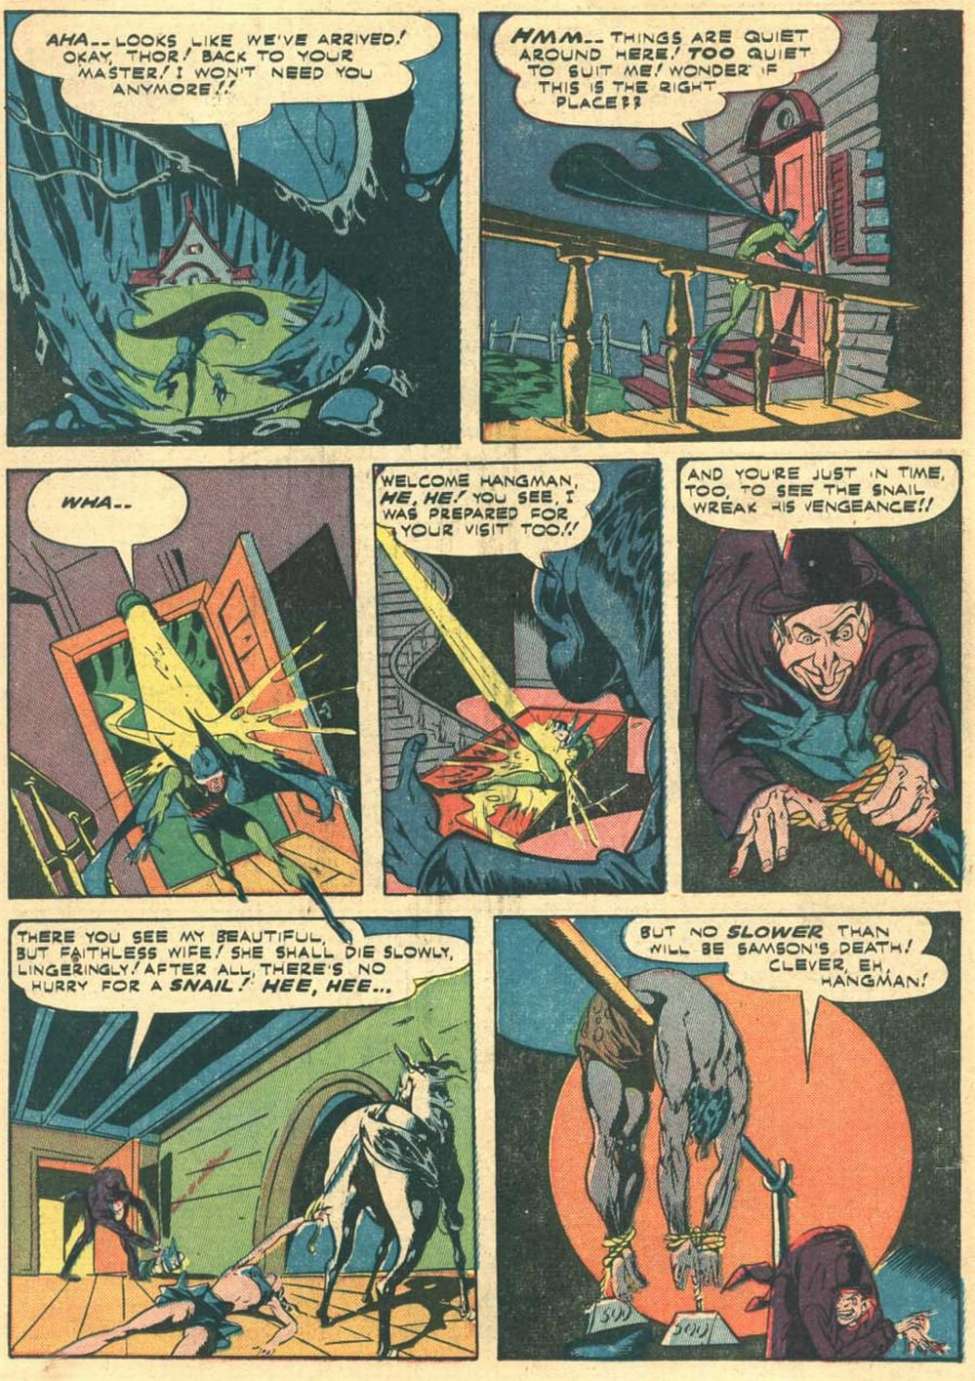 AHA-- LOOKS LIKE WE'VE ARRIVED!
OKAY, THOR! BACK TO YOUR
MASTER! I WON'T NEED YOU
ANYMORE!!
HMM-- THINGS ARE QUIET
AROUND HERE! TOO QUIET
TO SUIT ME! WONDER IF
THIS IS THE RIGHT
PLACE??
WHA--
WELCOME HANGMAN,
HE, HE! YOU SEE, I
WAS PREPARED FOR
YOUR VISIT TOO!!
AND YOU'RE JUST IN TIME,
TOO, TO SEE THE SNAIL
WREAK HIS VENGEANCE!!
THERE YOU SEE MY BEAUTIFUL,
BUT FAITHLESS WIFE! SHE SHALL DIE SLOWLY,
LINGERINGLY! AFTER ALL, THERE'S NO
HURRY FOR A SNAIL! HEE, HEE...
BUT NO SLOWER THAN
WILL BE SAMSON'S DEATH!
CLEVER, EH,
HANGMAN!
500
500